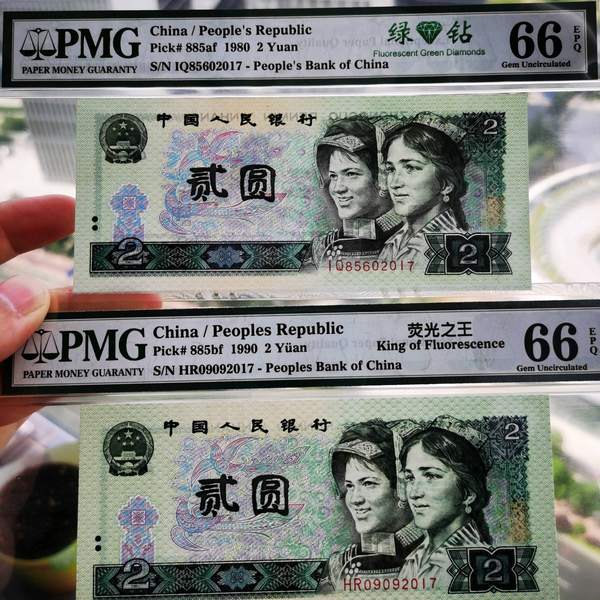 PMG
PAPER MONEY GUARANTY
China / People's Republic
Pick# 885af 1980 2 Yuan
S/N IQ85602017 - People's Bank of China
绿 钻
Fluorescent Green Diamonds
66 EPQ
Gem Uncirculated
中国人民银行
2
贰圆
2
2
IQ85602017
PMG
PAPER MONEY GUARANTY
China / Peoples Republic
Pick# 885bf 1990 2 Yüan
S/N HR09092017 - Peoples Bank of China
荧光之王
King of Fluorescence
66 EPQ
Gem Uncirculated
中国人民银行
2
贰圆
2
2
HR09092017